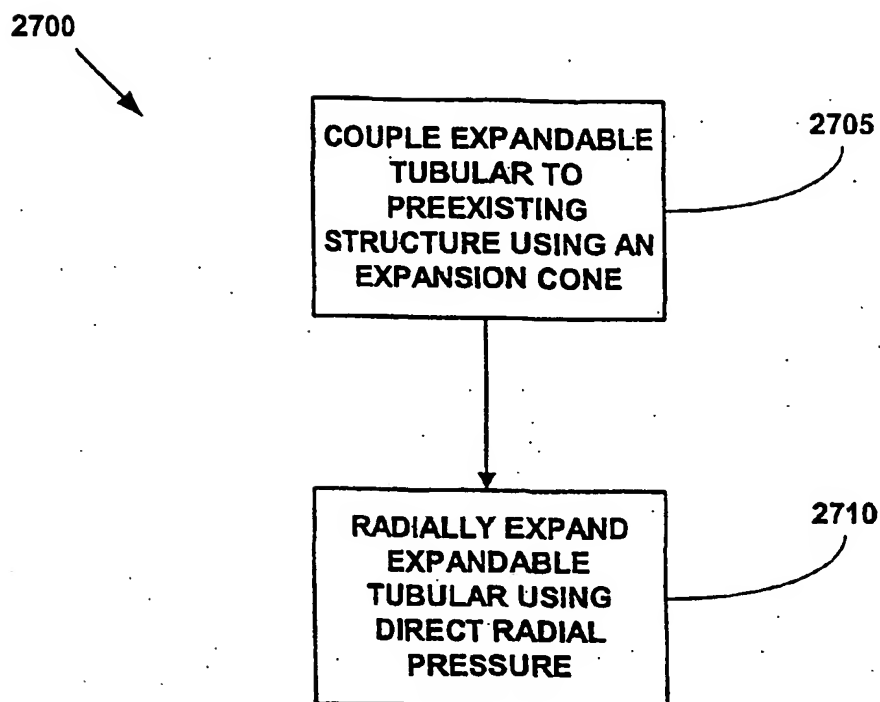 2700
COUPLE EXPANDABLE
TUBULAR TO
PREEXISTING
STRUCTURE USING AN
EXPANSION CONE
2705
RADIALLY EXPAND
EXPANDABLE
TUBULAR USING
DIRECT RADIAL
PRESSURE
2710